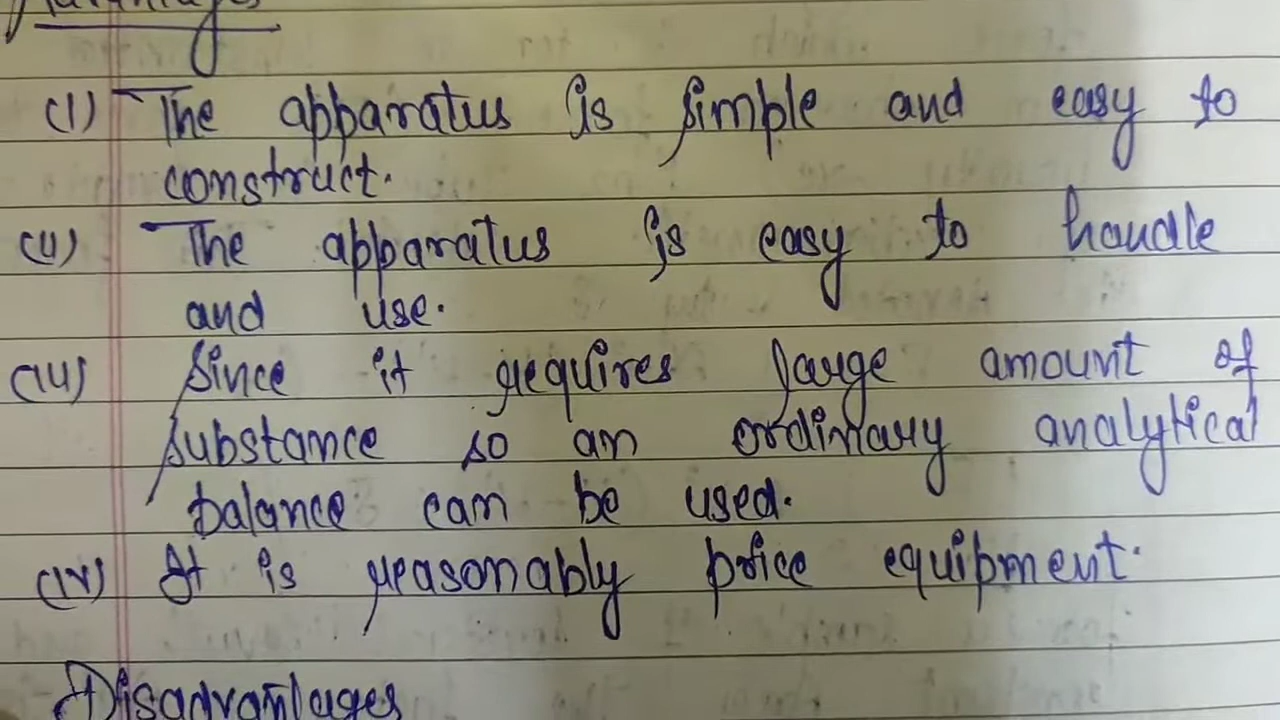 Advantages
(I) The apparatus is simple and easy to
construct.
(II) The apparatus is easy to handle
and use.
(III) Since it requires large amount of
substance so an ordinary analytical
balance can be used.
(IV) It is reasonably price equipment.
Disadvantages